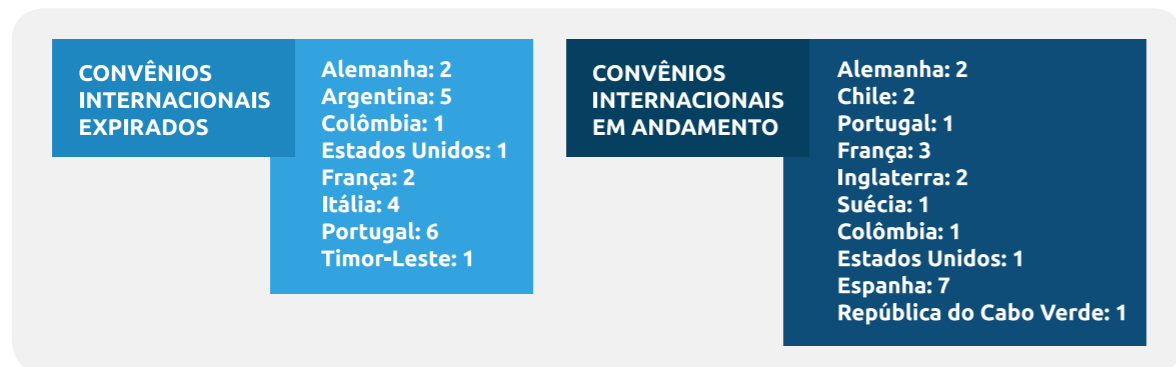 CONVÊNIOS
INTERNACIONAIS
EXPIRADOS
Alemanha: 2
Argentina: 5
Colômbia: 1
Estados Unidos: 1
França: 2
Itália: 4
Portugal: 6
Timor-Leste: 1
CONVÊNIOS
INTERNACIONAIS
EM ANDAMENTO
Alemanha: 2
Chile: 2
Portugal: 1
França: 3
Inglaterra: 2
Suécia: 1
Colômbia: 1
Estados Unidos: 1
Espanha: 7
República do Cabo Verde: 1